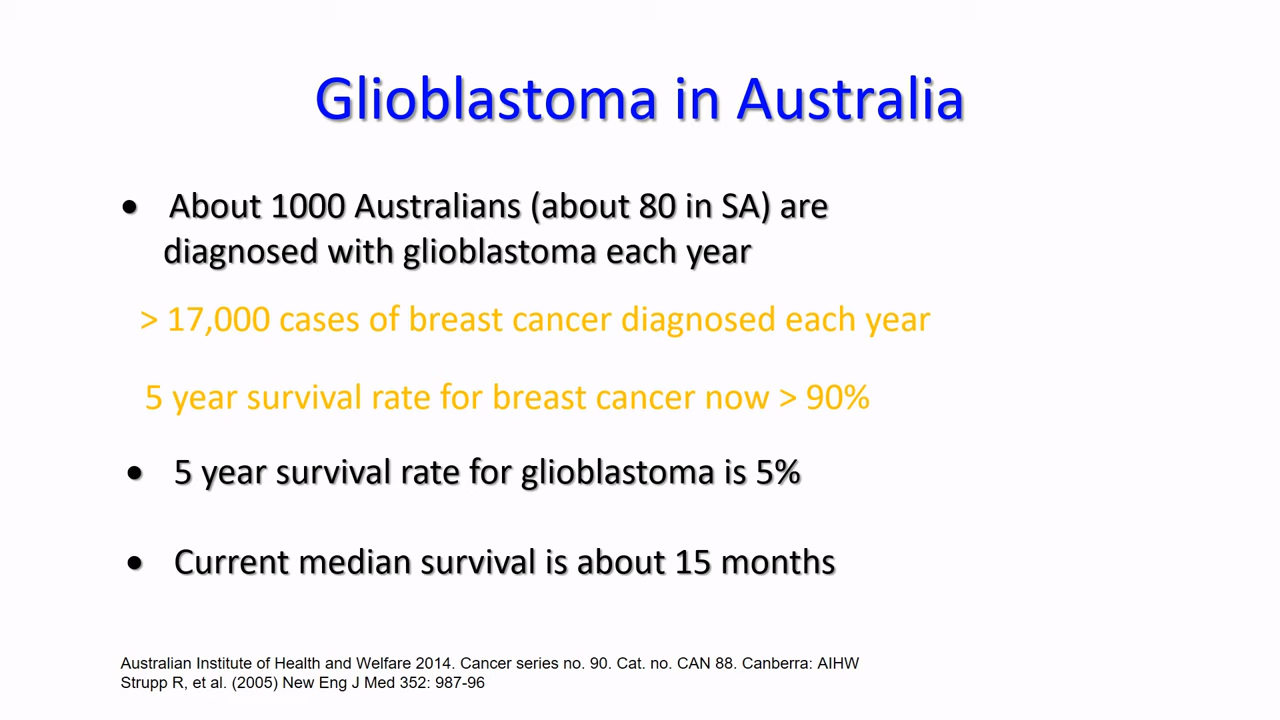 Glioblastoma in Australia
• About 1000 Australians (about 80 in SA) are
diagnosed with glioblastoma each year
> 17,000 cases of breast cancer diagnosed each year
5 year survival rate for breast cancer now > 90%
• 5 year survival rate for glioblastoma is 5%
• Current median survival is about 15 months
Australian Institute of Health and Welfare 2014. Cancer series no. 90. Cat. no. CAN 88. Canberra: AIHW
Strupp R, et al. (2005) New Eng J Med 352: 987-96